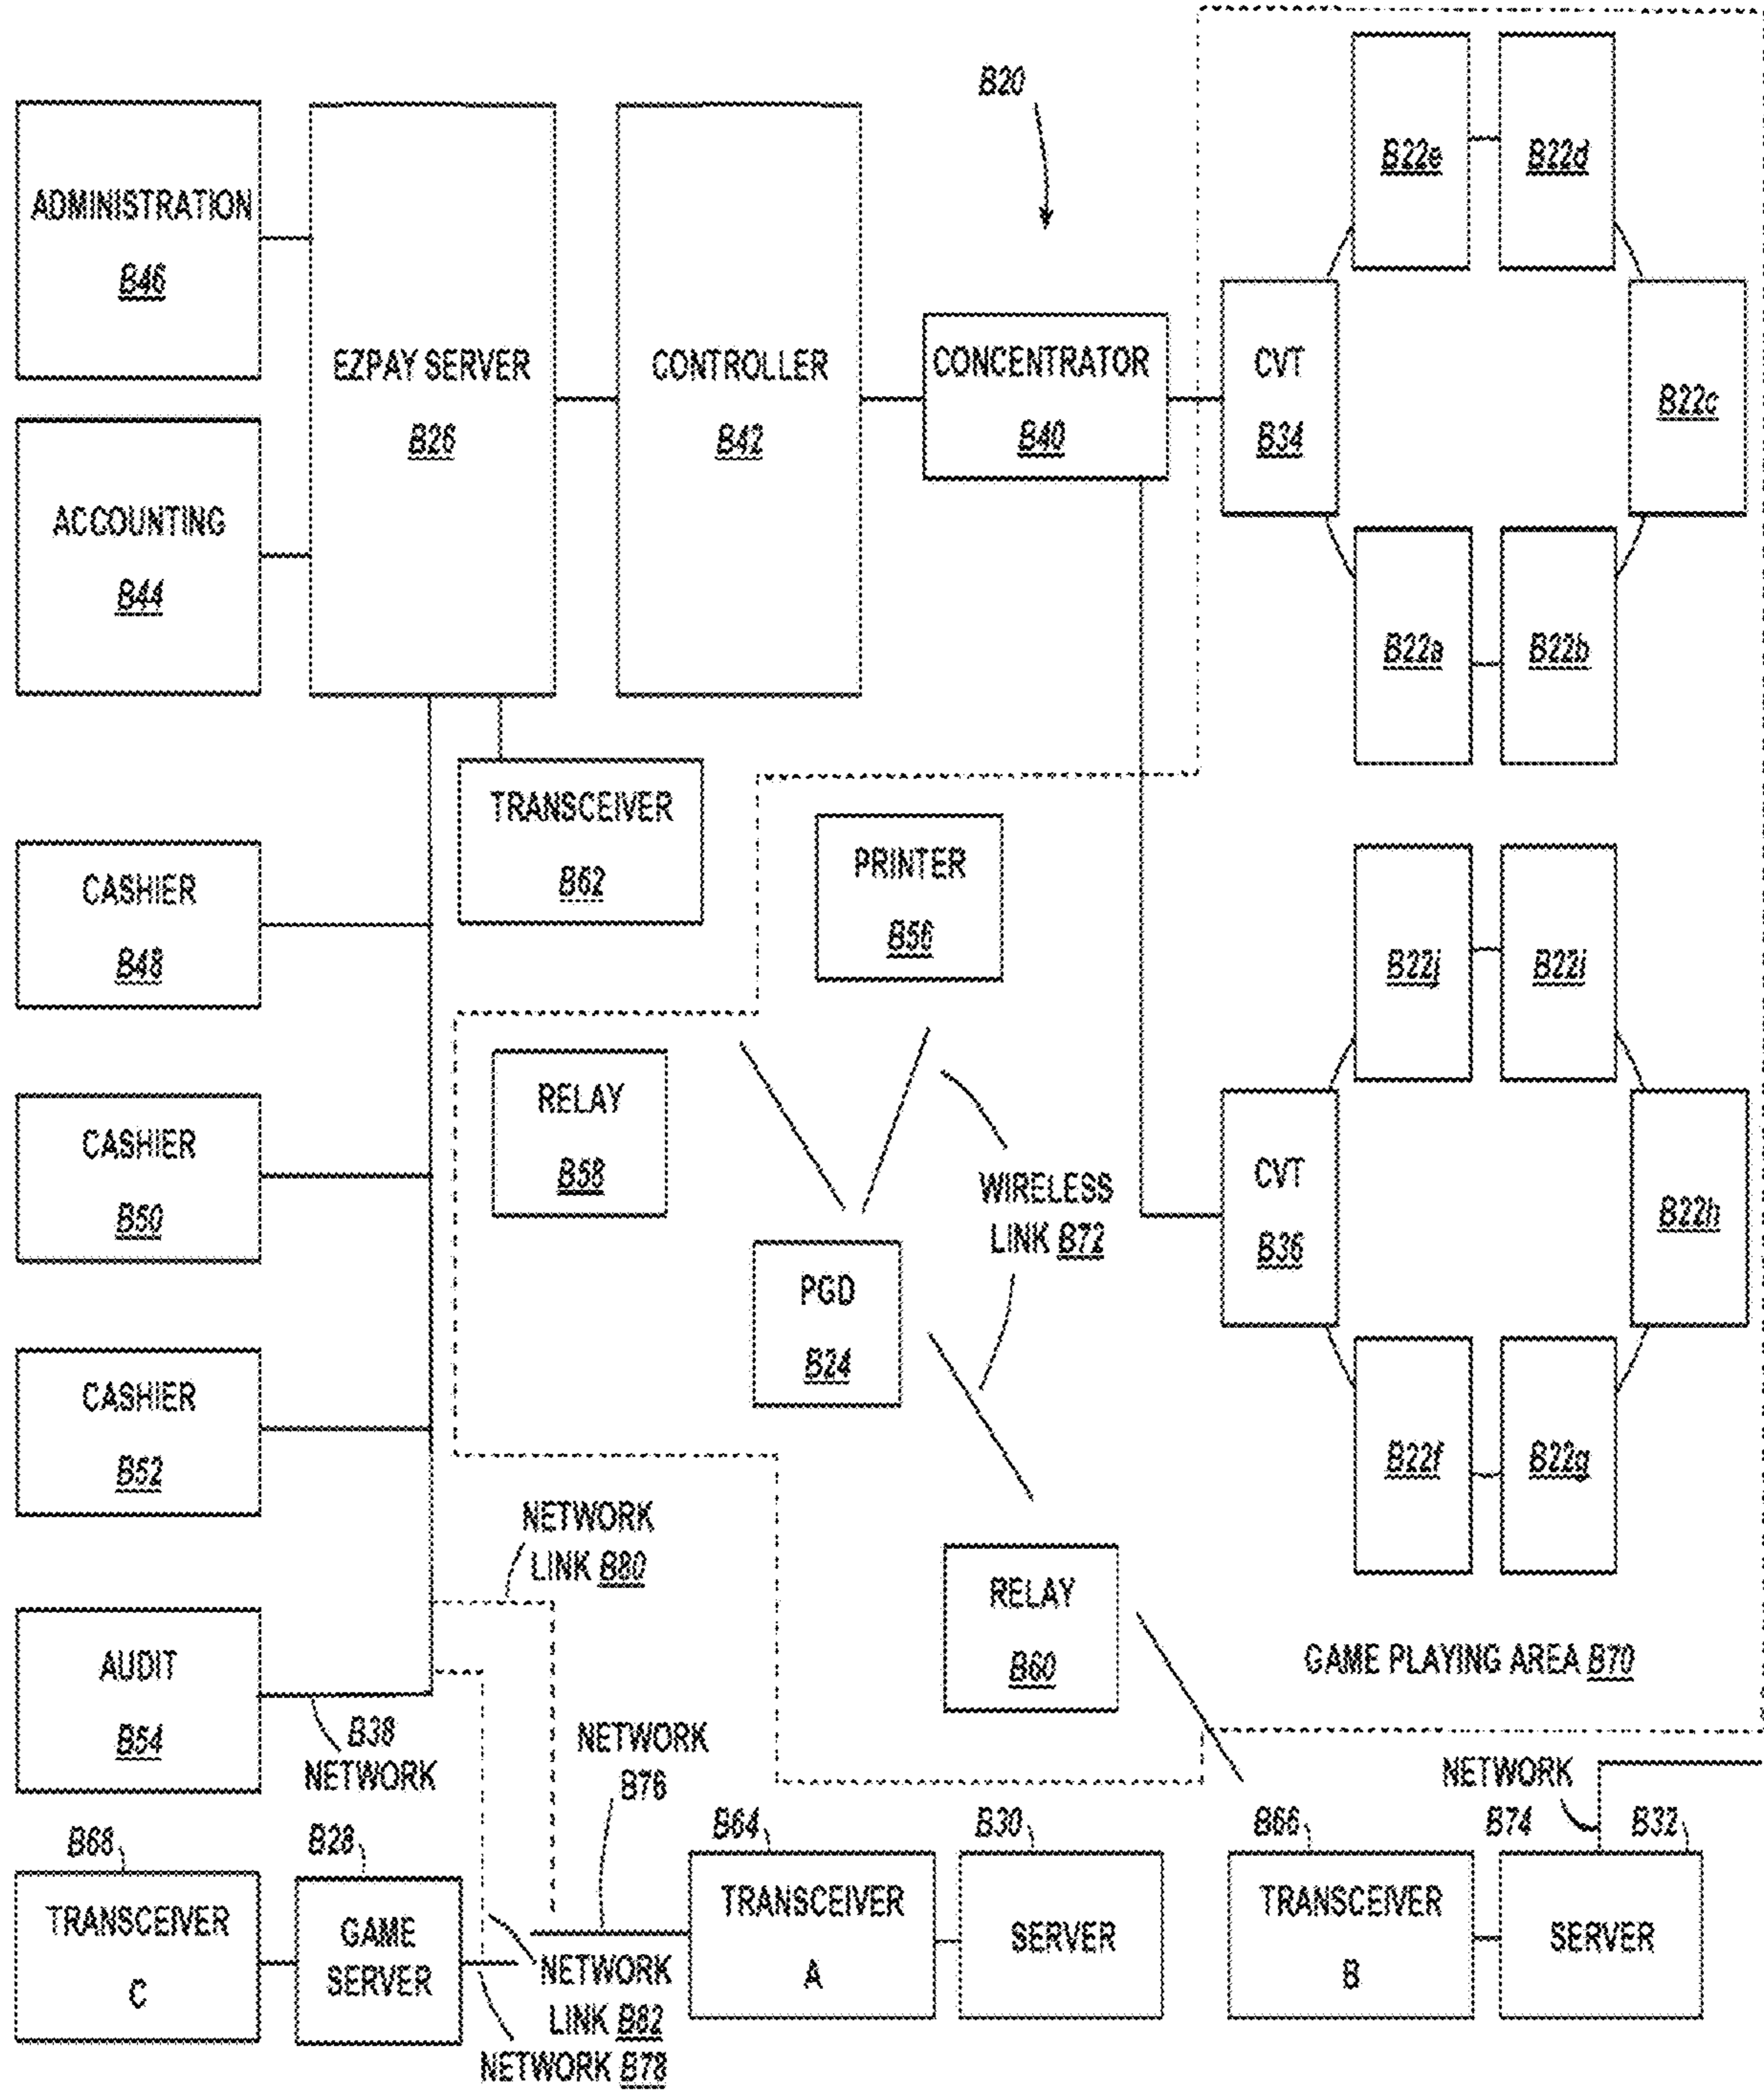 B20
B22e
B22d
ADMINISTRATION
B46
EZPAY SERVER
B26
CONTROLLER
B42
CONCENTRATOR
B40
CVT
B34
B22c
ACCOUNTING
B44
B22a
B22b
TRANSCEIVER
B62
PRINTER
B56
CASHIER
B48
B22j
B22i
RELAY
B58
CASHIER
B50
WIRELESS
LINK B72
CVT
B36
B22h
PGD
B24
CASHIER
B52
B22f
B22g
NETWORK
LINK B80
RELAY
B60
GAME PLAYING AREA B70
AUDIT
B54
B38
NETWORK
NETWORK
B76
NETWORK
B74
B68
B28
B64
B30
B66
B32
TRANSCEIVER
C
GAME
SERVER
TRANSCEIVER
A
SERVER
TRANSCEIVER
B
SERVER
NETWORK
LINK B82
NETWORK B78